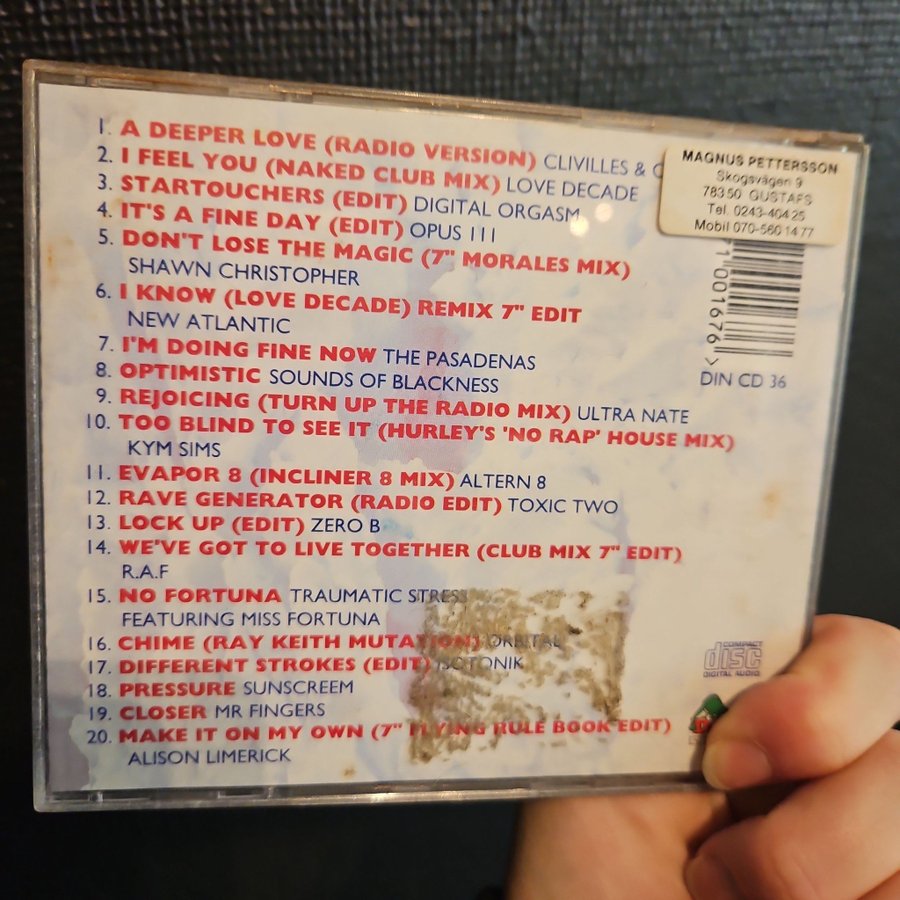 1. A DEEPER LOVE (RADIO VERSION) CLIVILLES & C
2. I FEEL YOU (NAKED CLUB MIX) LOVE DECADE
3. STARTOUCHERS (EDIT) DIGITAL ORGASM
4. IT'S A FINE DAY (EDIT) OPUS III
5. DON'T LOSE THE MAGIC (7" MORALES MIX)
SHAWN CHRISTOPHER
6. I KNOW (LOVE DECADE) REMIX 7" EDIT
NEW ATLANTIC
7. I'M DOING FINE NOW THE PASADENAS
8. OPTIMISTIC SOUNDS OF BLACKNESS
9. REJOICING (TURN UP THE RADIO MIX) ULTRA NATE
10. TOO BLIND TO SEE IT (HURLEY'S 'NO RAP' HOUSE MIX)
KYM SIMS
11. EVAPOR 8 (INCLINER 8 MIX) ALTERN 8
12. RAVE GENERATOR (RADIO EDIT) TOXIC TWO
13. LOCK UP (EDIT) ZERO B
14. WE'VE GOT TO LIVE TOGETHER (CLUB MIX 7" EDIT)
R.A.F
15. NO FORTUNA TRAUMATIC STRESS
FEATURING MISS FORTUNA
16. CHIME (RAY KEITH MUTATION) ORBITAL
17. DIFFERENT STROKES (EDIT) ISOTONIK
18. PRESSURE SUNSCREEM
19. CLOSER MR FINGERS
20. MAKE IT ON MY OWN (7" FLYING RULE BOOK EDIT)
ALISON LIMERICK
MAGNUS PETTERSSON
Skogsvägen 9
783 50 GUSTAFS
Tel. 0243-404 25
Mobil 070-560 14 77
71001676
DIN CD 36
COMPACT
disc
DIGITAL AUDIO